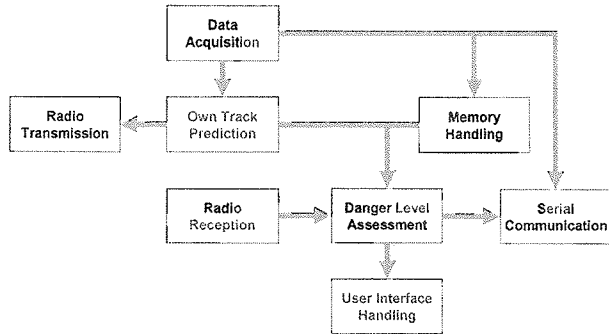 Data
Acquisition
Radio
Transmission
Own Track
Prediction
Memory
Handling
Radio
Reception
Danger Level
Assessment
Serial
Communication
User Interface
Handling